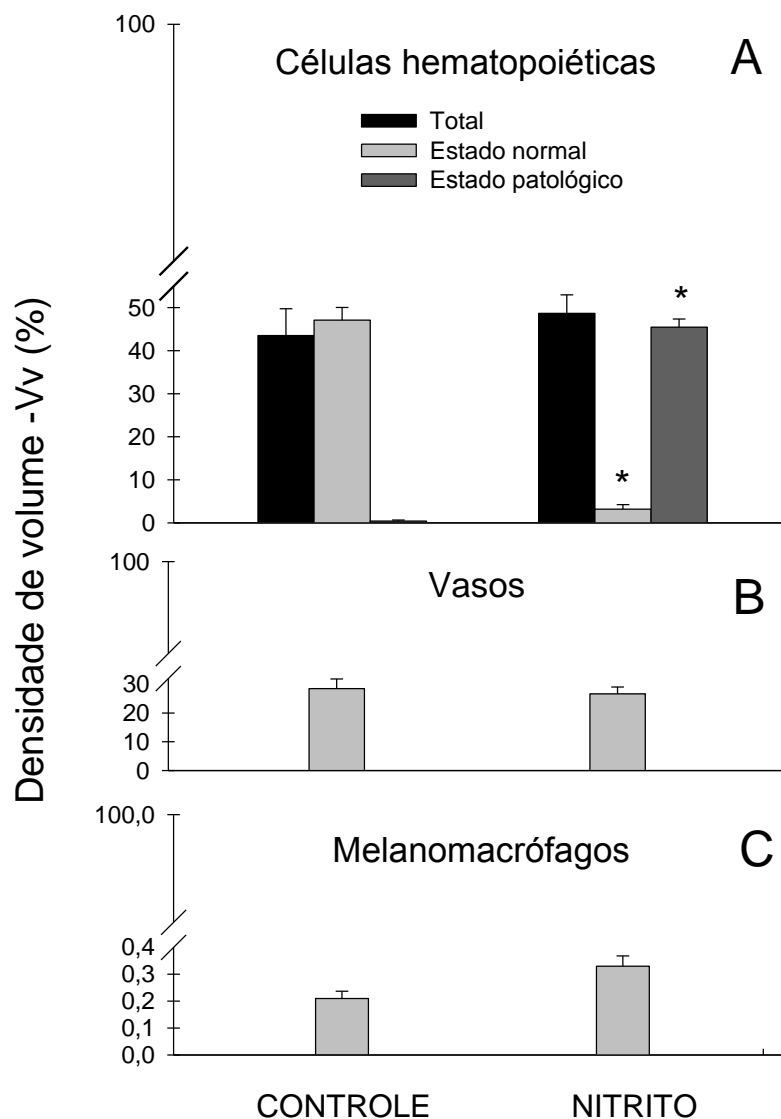 100
Células hematopoiéticas
A
Total
Estado normal
Estado patológico
Densidade de volume -Vv (%)
50
40
30
20
10
0
*
*
100
Vasos
B
30
20
10
0
100,0
Melanomacrófagos
C
0,4
0,3
0,2
0,1
0,0
CONTROLE
NITRITO